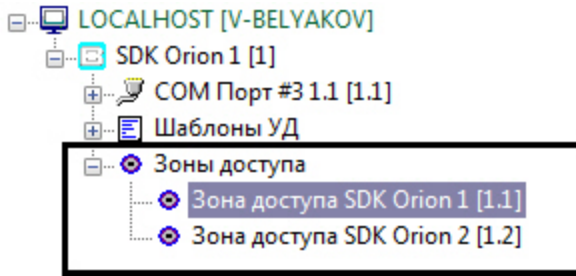 LOCALHOST [V-BELYAKOV]
SDK Orion 1 [1]
COM Порт #3 1.1 [1.1]
Шаблоны УД
Зоны доступа
Зона доступа SDK Orion 1 [1.1]
Зона доступа SDK Orion 2 [1.2]